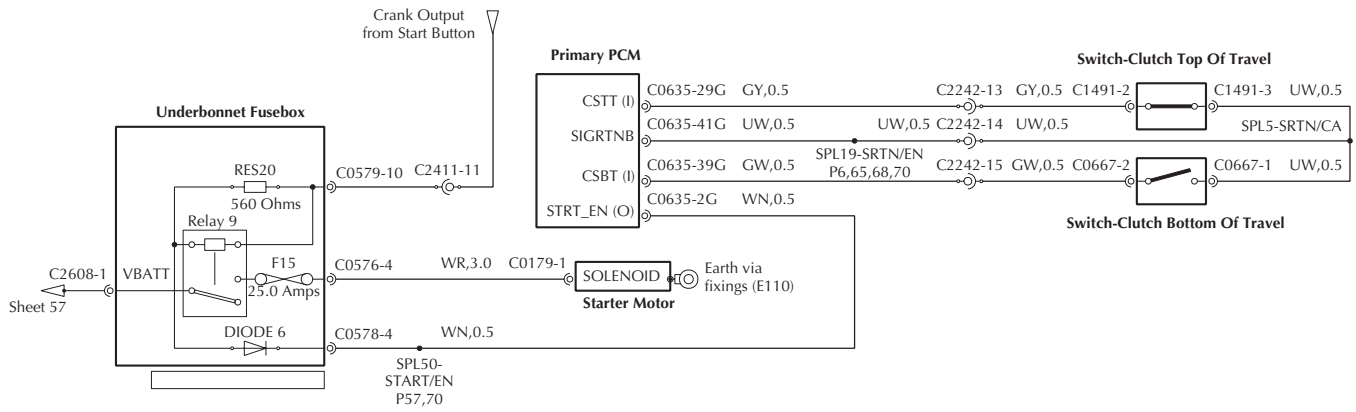 Crank Output
from Start Button
Primary PCM
Switch-Clutch Top Of Travel
CSTT (I)
C0635-29G GY,0.5
C2242-13 GY,0.5 C1491-2
C1491-3 UW,0.5
Underbonnet Fusebox
SIGRTNB
C0635-41G UW,0.5
UW,0.5 C2242-14 UW,0.5
SPL5-SRTN/CA
SPL19-SRTN/EN
P6,65,68,70
RES20
560 Ohms
C0579-10 C2411-11
CSBT (I)
C0635-39G GW,0.5
C2242-15 GW,0.5 C0667-2
C0667-1 UW,0.5
STRT_EN (O)
C0635-2G WN,0.5
Switch-Clutch Bottom Of Travel
Relay 9
C2608-1 VBATT
Sheet 57
F15
25.0 Amps
C0576-4 WR,3.0 C0179-1
SOLENOID
Earth via
fixings (E110)
Starter Motor
DIODE 6
C0578-4 WN,0.5
SPL50-
START/EN
P57,70